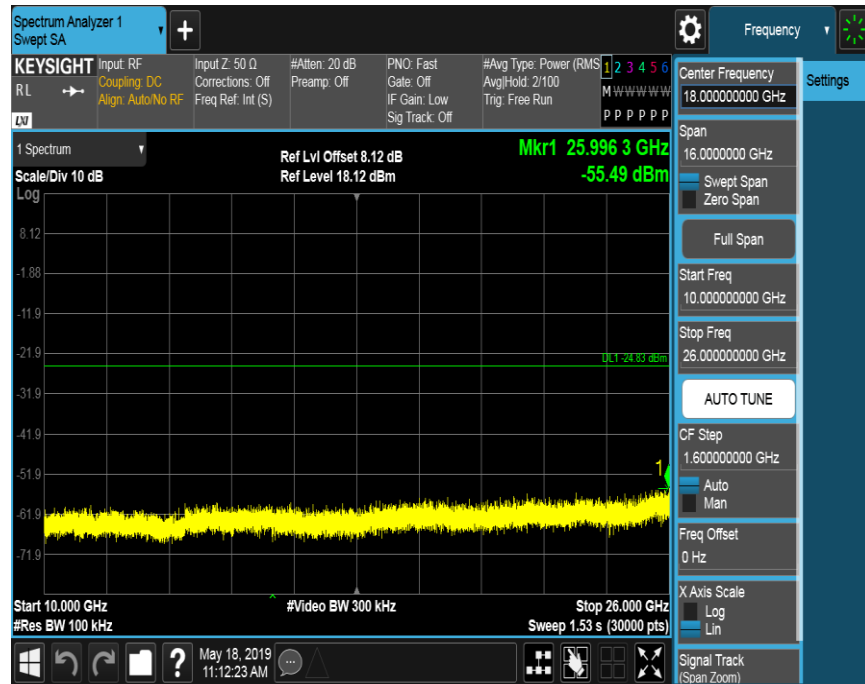 Spectrum Analyzer 1
Swept SA
+
Frequency
KEYSIGHT
RL
LXI
Input: RF
Coupling: DC
Align: Auto/No RF
Input Z: 50 Ω
Corrections: Off
Freq Ref: Int (S)
#Atten: 20 dB
Preamp: Off
PNO: Fast
Gate: Off
IF Gain: Low
Sig Track: Off
#Avg Type: Power (RMS
Avg|Hold: 2/100
Trig: Free Run
1 2 3 4 5 6
M W W W W W
P P P P P P
Center Frequency
18.000000000 GHz
Settings
Span
16.0000000 GHz
Swept Span
Zero Span
Full Span
Start Freq
10.000000000 GHz
Stop Freq
26.000000000 GHz
AUTO TUNE
CF Step
1.600000000 GHz
Auto
Man
Freq Offset
0 Hz
X Axis Scale
Log
Lin
Signal Track
(Span Zoom)
1 Spectrum
Scale/Div 10 dB
Log
Ref Lvl Offset 8.12 dB
Ref Level 18.12 dBm
Mkr1 25.996 3 GHz
-55.49 dBm
8.12
-1.88
-11.9
-21.9
DL1 -24.83 dBm
-31.9
-41.9
-51.9
1
-61.9
-71.9
Start 10.000 GHz
#Res BW 100 kHz
#Video BW 300 kHz
Stop 26.000 GHz
Sweep 1.53 s (30000 pts)
?
May 18, 2019
11:12:23 AM